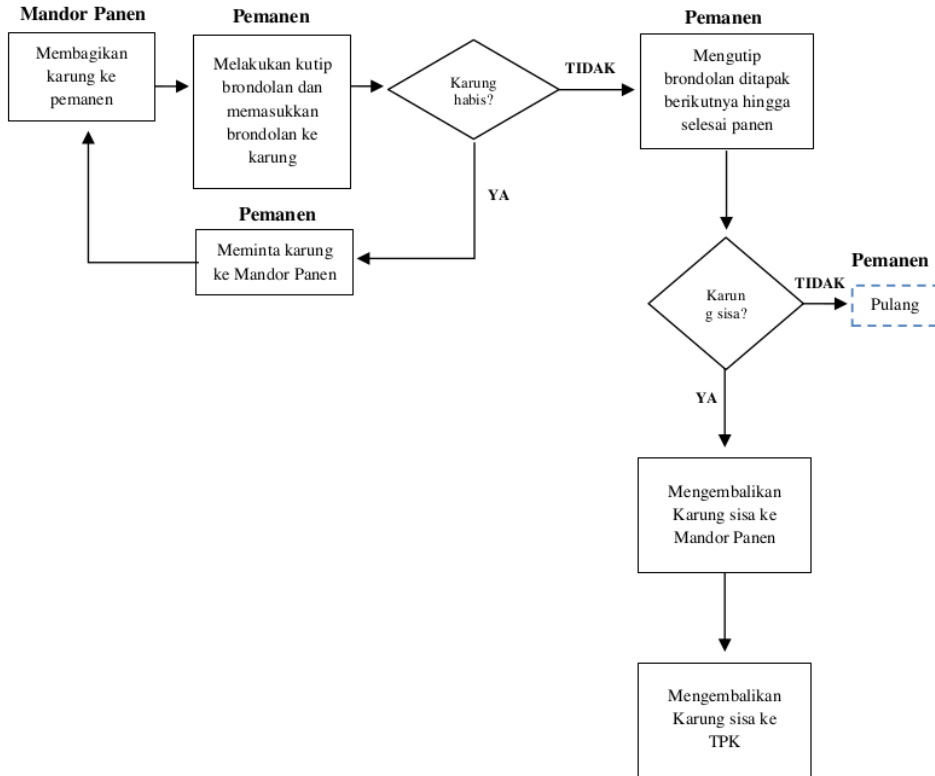 Mandor Panen
Membagikan
karung ke
pemanen
Pemanen
Melakukan kutip
brondolan dan
memasukkan
brondolan ke
karung
Karung
habis?
TIDAK
Pemanen
Mengutip
brondolan ditapak
berikutnya hingga
selesai panen
YA
Pemanen
Meminta karung
ke Mandor Panen
Karun
g sisa?
TIDAK
Pemanen
Pulang
YA
Mengembalikan
Karung sisa ke
Mandor Panen
Mengembalikan
Karung sisa ke
TPK